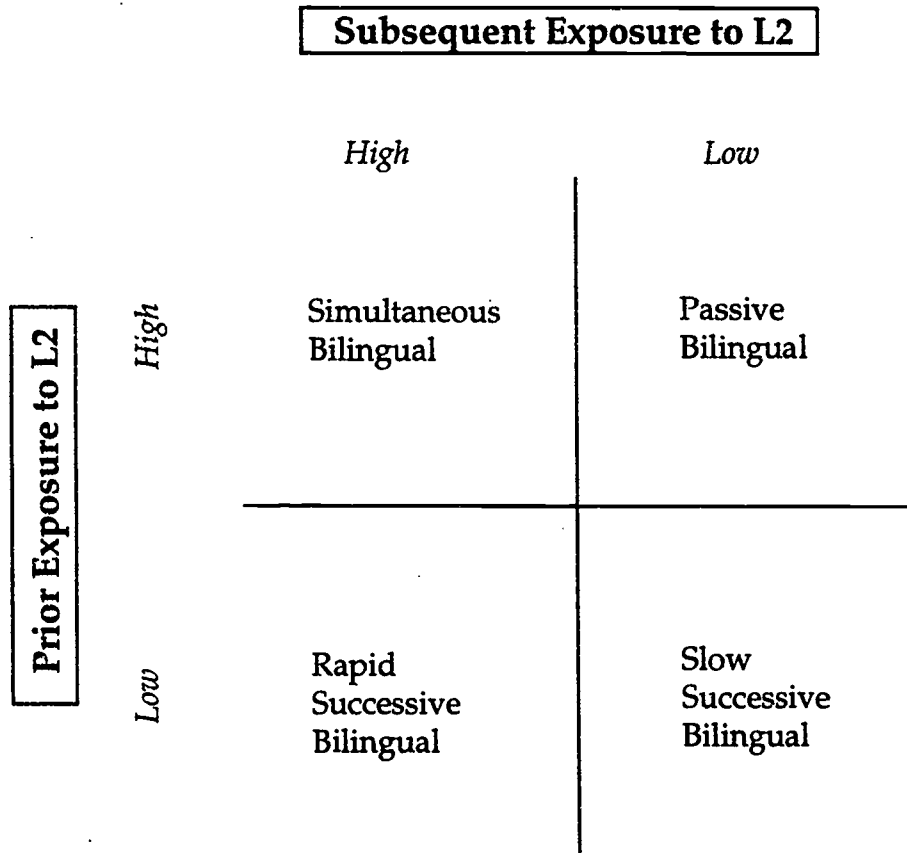 Subsequent Exposure to L2
High
Low
Prior Exposure to L2
High
Simultaneous
Bilingual
Passive
Bilingual
Low
Rapid
Successive
Bilingual
Slow
Successive
Bilingual